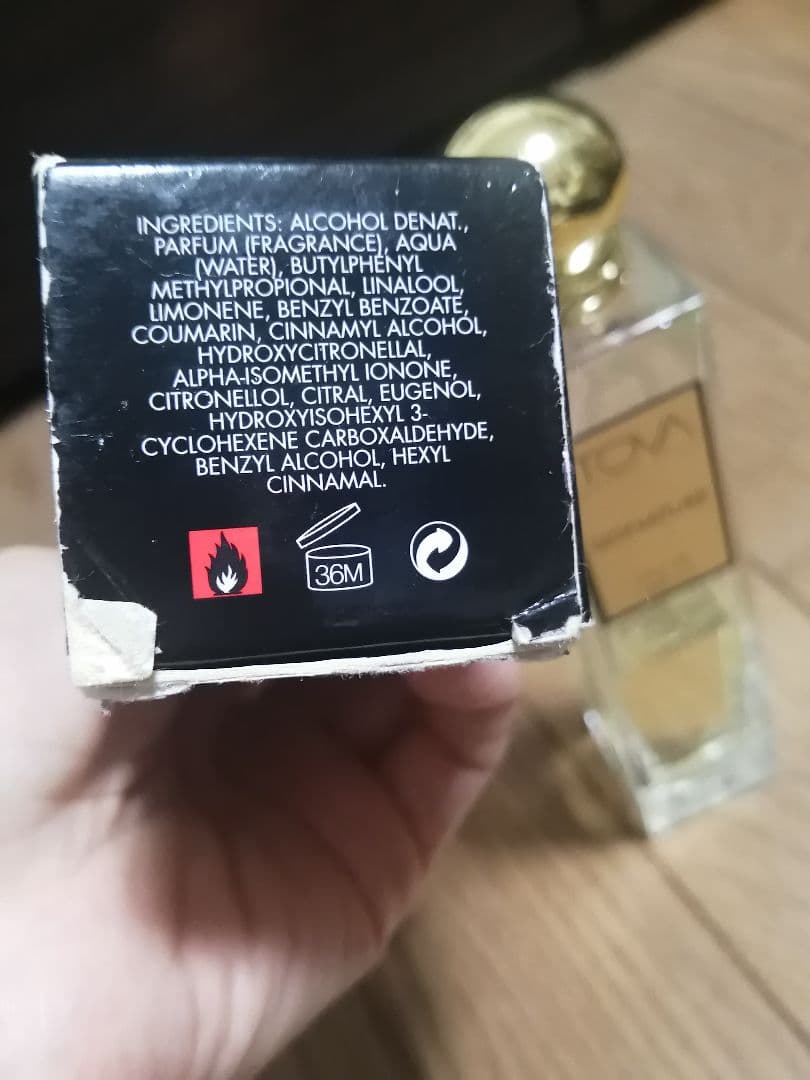 INGREDIENTS: ALCOHOL DENAT.,
PARFUM (FRAGRANCE), AQUA
(WATER), BUTYLPHENYL
METHYLPROPIONAL, LINALOOL,
LIMONENE, BENZYL BENZOATE,
COUMARIN, CINNAMYL ALCOHOL,
HYDROXYCITRONELLAL,
ALPHA-ISOMETHYL IONONE,
CITRONELLOL, CITRAL, EUGENOL,
HYDROXYISOHEXYL 3-
CYCLOHEXENE CARBOXALDEHYDE,
BENZYL ALCOHOL, HEXYL
CINNAMAL.
36M
TOVA